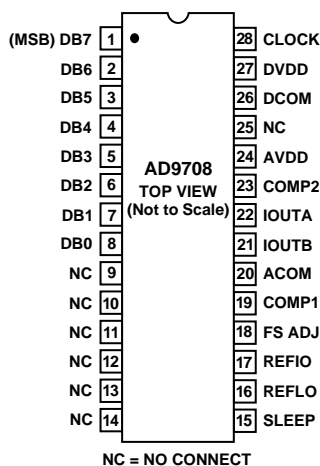 (MSB) DB7 1 28 CLOCK
DB6 2 27 DVDD
DB5 3 26 DCOM
DB4 4 25 NC
DB3 5 24 AVDD
DB2 6 23 COMP2
DB1 7 22 IOUTA
DB0 8 21 IOUTB
NC 9 20 ACOM
NC 10 19 COMP1
NC 11 18 FS ADJ
NC 12 17 REFIO
NC 13 16 REFLO
NC 14 15 SLEEP
AD9708
TOP VIEW
(Not to Scale)
NC = NO CONNECT